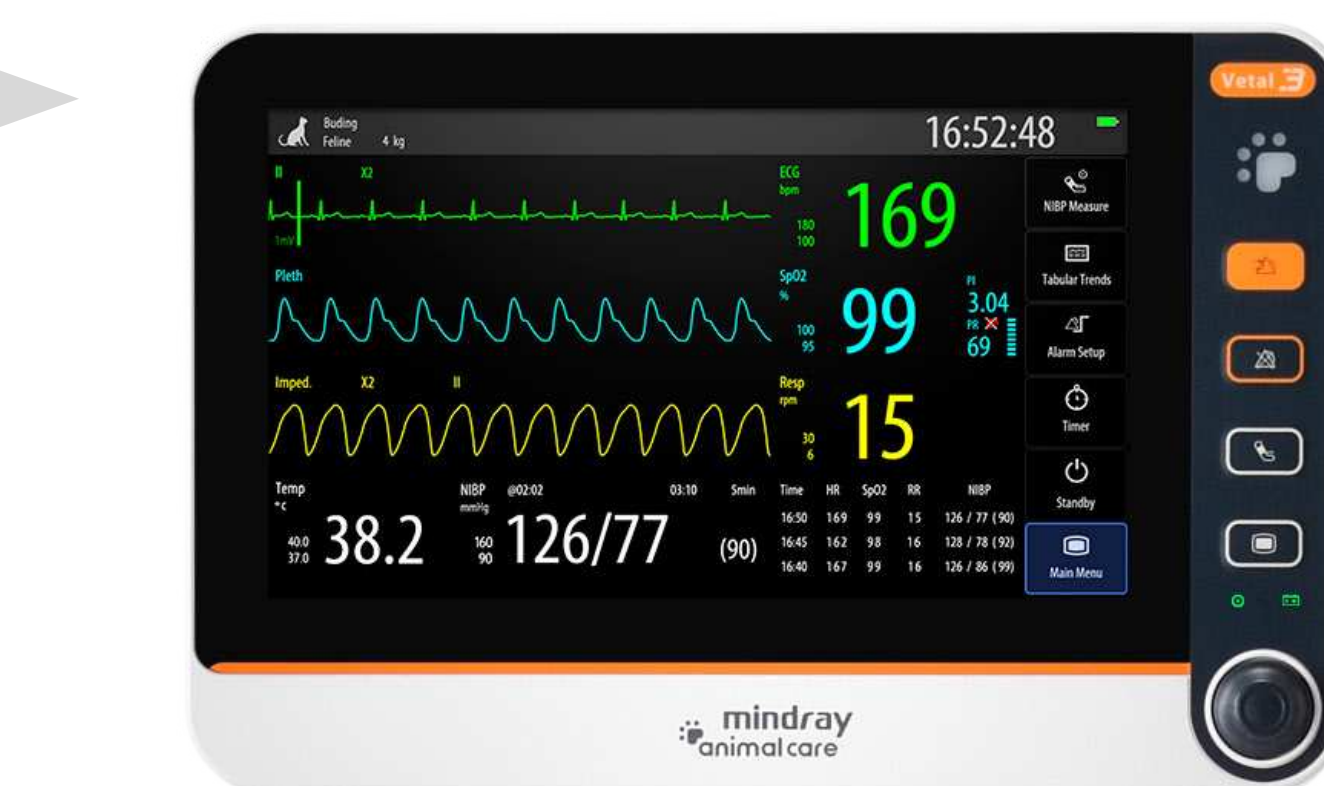 Vetal 3
Buding
Feline 4 kg
16:52:48
II X2
1mV
ECG
bpm
180
100
169
NIBP Measure
Pleth
SpO2
%
100
95
99
PI
3.04
PR
69
Tabular Trends
Alarm Setup
Imped. X2 II
Resp
rpm
30
6
15
Timer
Standby
Temp
°C
40.0
37.0
38.2
NIBP @02:02 03:10 5min
mmHg
160
90
126/77 (90)
Time HR SpO2 RR NIBP
16:50 169 99 15 126 / 77 (90)
16:45 162 98 16 128 / 78 (92)
16:40 167 99 16 126 / 86 (99)
Main Menu
mindray
animalcare